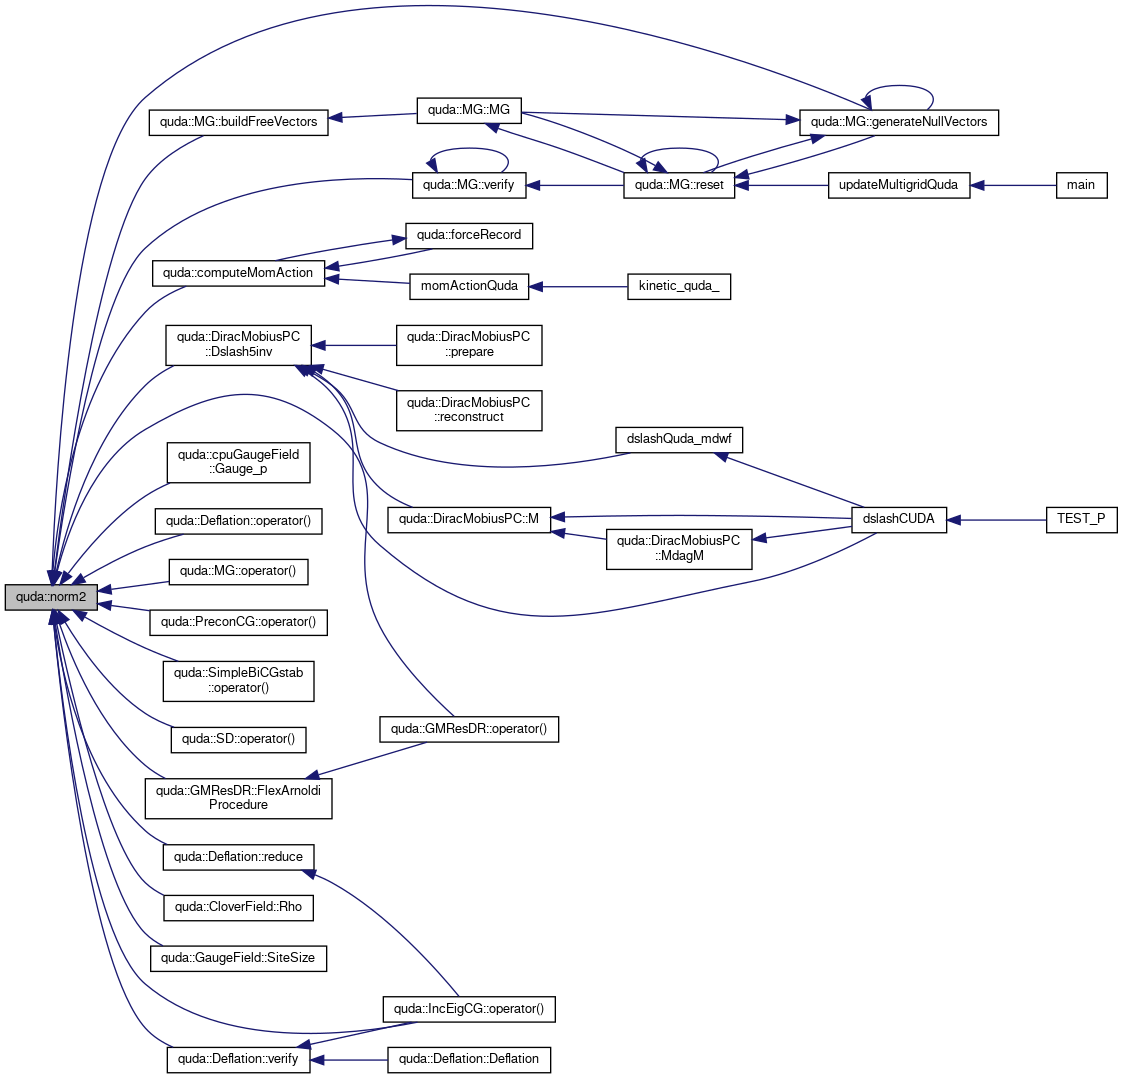 quda::MG::MG
quda::MG::buildFreeVectors
quda::MG::generateNullVectors
quda::MG::verify
quda::MG::reset
updateMultigridQuda
main
quda::forceRecord
quda::computeMomAction
momActionQuda
kinetic_quda_
quda::DiracMobiusPC
::Dslash5inv
quda::DiracMobiusPC
::prepare
quda::DiracMobiusPC
::reconstruct
dslashQuda_mdwf
quda::cpuGaugeField
::Gauge_p
quda::Deflation::operator()
quda::DiracMobiusPC::M
dslashCUDA
TEST_P
quda::DiracMobiusPC
::MdagM
quda::MG::operator()
quda::norm2
quda::PreconCG::operator()
quda::SimpleBiCGstab
::operator()
quda::SD::operator()
quda::GMResDR::operator()
quda::GMResDR::FlexArnoldi
Procedure
quda::Deflation::reduce
quda::CloverField::Rho
quda::GaugeField::SiteSize
quda::IncEigCG::operator()
quda::Deflation::verify
quda::Deflation::Deflation